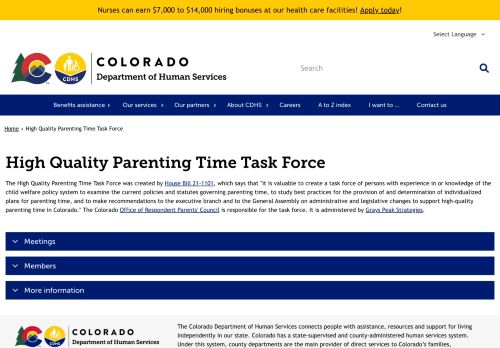 Nurses can earn $7,000 to $14,000 hiring bonuses at our health care facilities! Apply today!
Select Language
CDHS
COLORADO
Department of Human Services
Search
Benefits assistance › Our services › Our partners › About CDHS Careers A to Z index I want to ... Contact us
Home › High Quality Parenting Time Task Force
High Quality Parenting Time Task Force
The High Quality Parenting Time Task Force was created by House Bill 21-1101, which says that "it is valuable to create a task force of persons with experience in or knowledge of the
child welfare policy system to examine the current policies and statutes governing parenting time, to study best practices for the provision of and determination of individualized
plans for parenting time, and to make recommendations to the executive branch and to the General Assembly on administrative and legislative changes to support high-quality
parenting time in Colorado." The Colorado Office of Respondent Parents' Council is responsible for the task force. It is administered by Grays Peak Strategies.
Meetings
Members
More information
CDHS
COLORADO
Department of Human Services
The Colorado Department of Human Services connects people with assistance, resources and support for living
independently in our state. Colorado has a state-supervised and county-administered human services system.
Under this system, county departments are the main provider of direct services to Colorado's families,